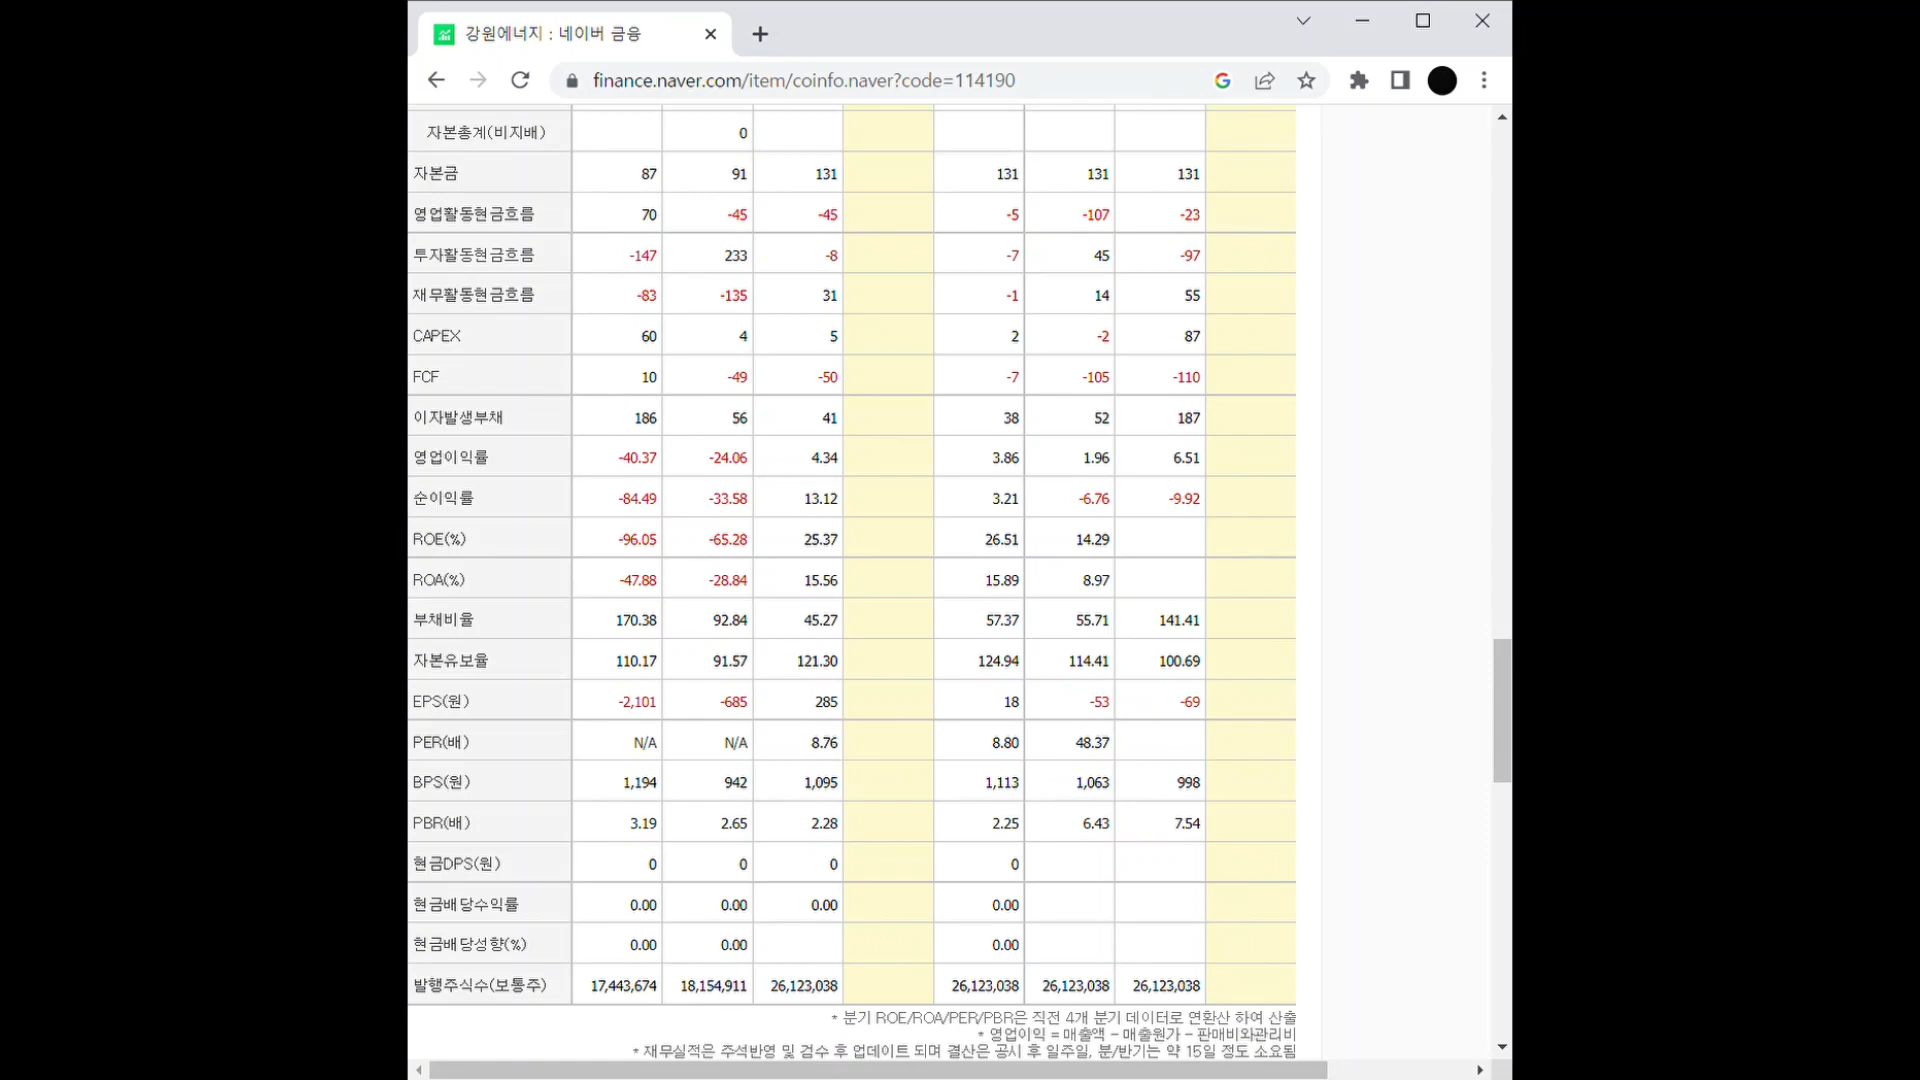 강원에너지 : 네이버 금융
finance.naver.com/item/coinfo.naver?code=114190
자본총계(비지배) 0
자본금 87 91 131 131 131 131
영업활동현금흐름 70 -45 -45 -5 -107 -23
투자활동현금흐름 -147 233 -8 -7 45 -97
재무활동현금흐름 -83 -135 31 -1 14 55
CAPEX 60 4 5 2 -2 87
FCF 10 -49 -50 -7 -105 -110
이자발생부채 186 56 41 38 52 187
영업이익률 -40.37 -24.06 4.34 3.86 1.96 6.51
순이익률 -84.49 -33.58 13.12 3.21 -6.76 -9.92
ROE(%) -96.05 -65.28 25.37 26.51 14.29
ROA(%) -47.88 -28.84 15.56 15.89 8.97
부채비율 170.38 92.84 45.27 57.37 55.71 141.41
자본유보율 110.17 91.57 121.30 124.94 114.41 100.69
EPS(원) -2,101 -685 285 18 -53 -69
PER(배) N/A N/A 8.76 8.80 48.37
BPS(원) 1,194 942 1,095 1,113 1,063 998
PBR(배) 3.19 2.65 2.28 2.25 6.43 7.54
현금DPS(원) 0 0 0 0
현금배당수익률 0.00 0.00 0.00 0.00
현금배당성향(%) 0.00 0.00 0.00
발행주식수(보통주) 17,443,674 18,154,911 26,123,038 26,123,038 26,123,038 26,123,038
* 분기 ROE/ROA/PER/PBR은 직전 4개 분기 데이터로 연환산 하여 산출
* 영업이익 = 매출액 - 매출원가 - 판매비와관리비
* 재무실적은 주석반영 및 검수 후 업데이트 되며 결산은 공시 후 일주일, 분/반기는 약 15일 정도 소요됨